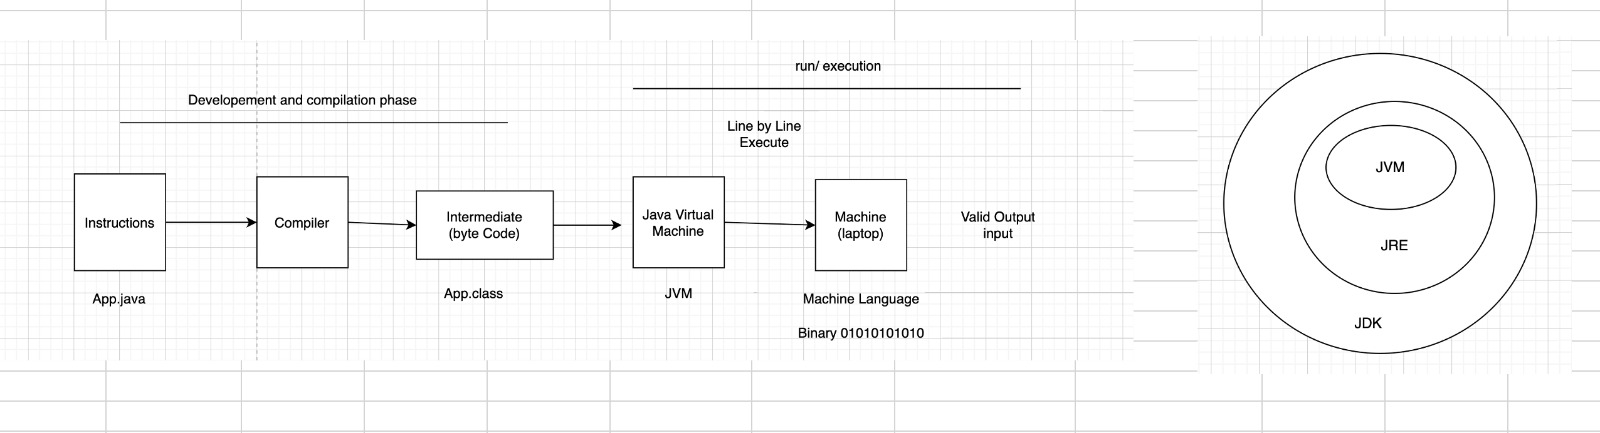 run/ execution
Developement and compilation phase
Line by Line
Execute
Instructions
Compiler
Intermediate
(byte Code)
Java Virtual
Machine
Machine
(laptop)
Valid Output
input
App.java
App.class
JVM
Machine Language
Binary 01010101010
JVM
JRE
JDK